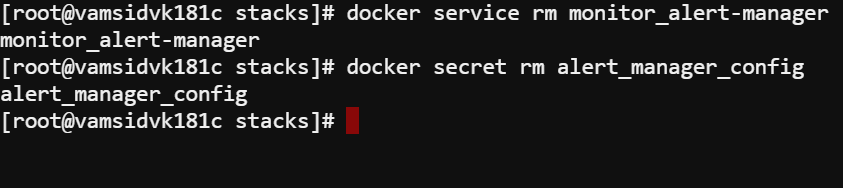 [root@vamsidvk181c stacks]# docker service rm monitor_alert-manager
monitor_alert-manager
[root@vamsidvk181c stacks]# docker secret rm alert_manager_config
alert_manager_config
[root@vamsidvk181c stacks]#